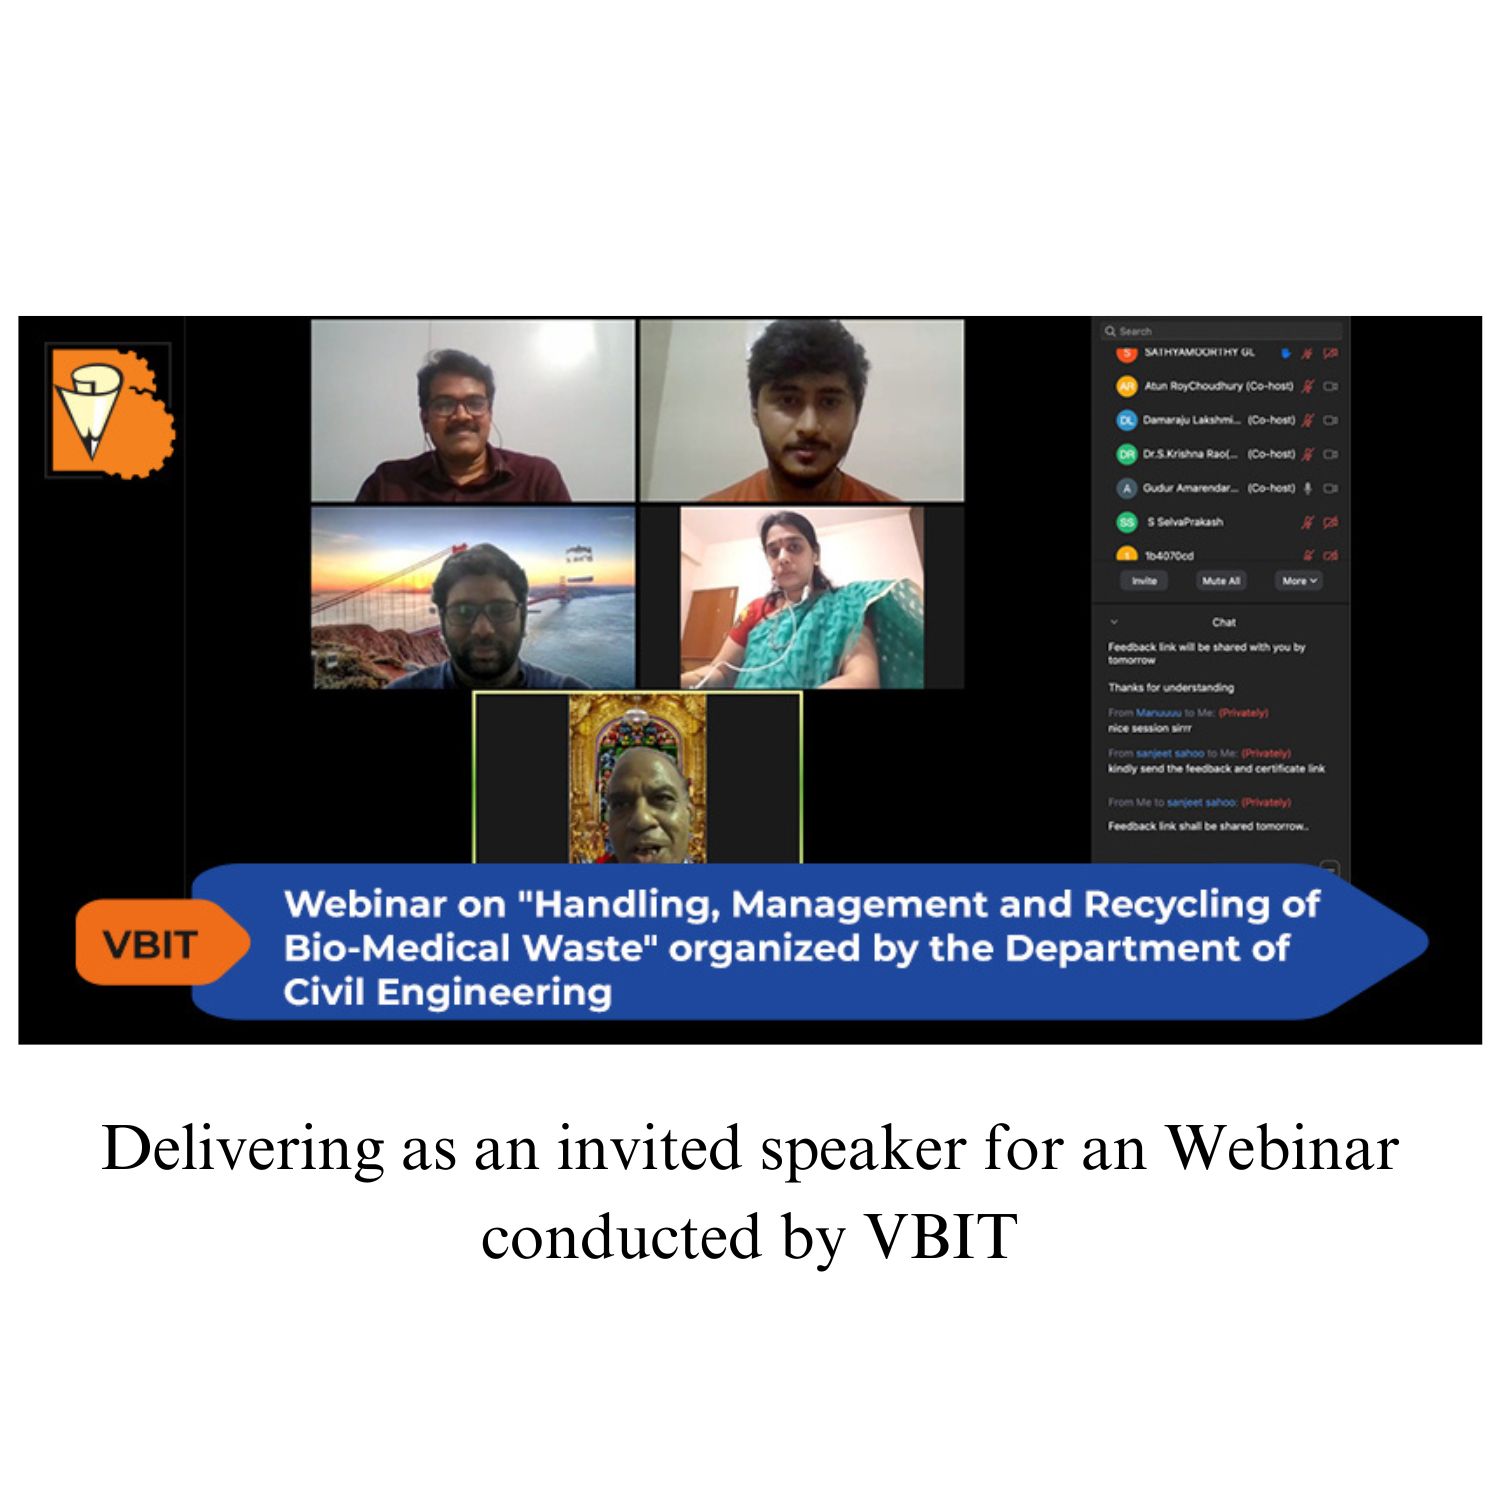 Search
S SATHYAMOORTHY GL
AR Atun RoyChoudhury (Co-host)
DL Damaraju Lakshmi... (Co-host)
DR Dr.S.Krishna Rao(... (Co-host)
A Gudur Amarendar... (Co-host)
SS S SelvaPrakash
1 1b4070cd
Invite Mute All More
Chat
Feedback link will be shared with you by
tomorrow
Thanks for understanding
From Manuuuu to Me: (Privately)
nice session sirrr
From sanjeet sahoo to Me: (Privately)
kindly send the feedback and certificate link
From Me to sanjeet sahoo: (Privately)
Feedback link shall be shared tomorrow..
VBIT
Webinar on "Handling, Management and Recycling of
Bio-Medical Waste" organized by the Department of
Civil Engineering
Delivering as an invited speaker for an Webinar
conducted by VBIT